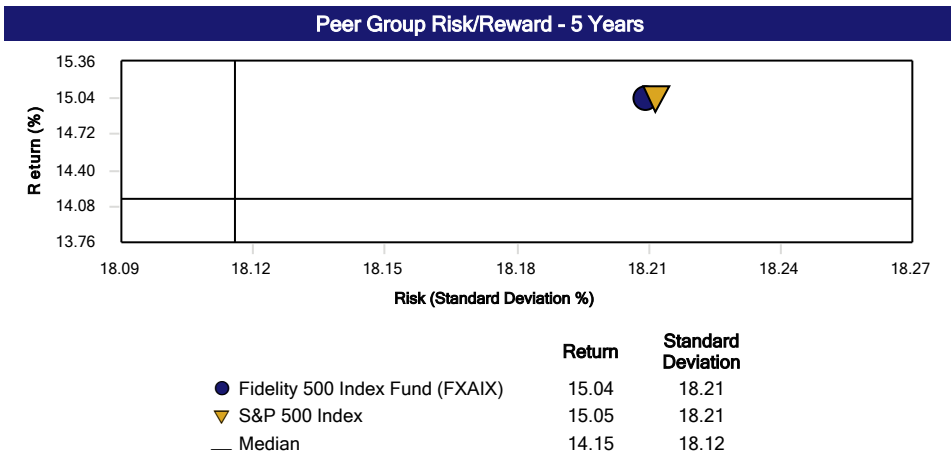 Peer Group Risk/Reward - 5 Years
15.36
15.04
14.72
14.40
14.08
13.76
R eturn (%)
18.09 18.12 18.15 18.18 18.21 18.24 18.27
Risk (Standard Deviation %)
Return Standard Deviation
Fidelity 500 Index Fund (FXAIX) 15.04 18.21
S&P 500 Index 15.05 18.21
Median 14.15 18.12